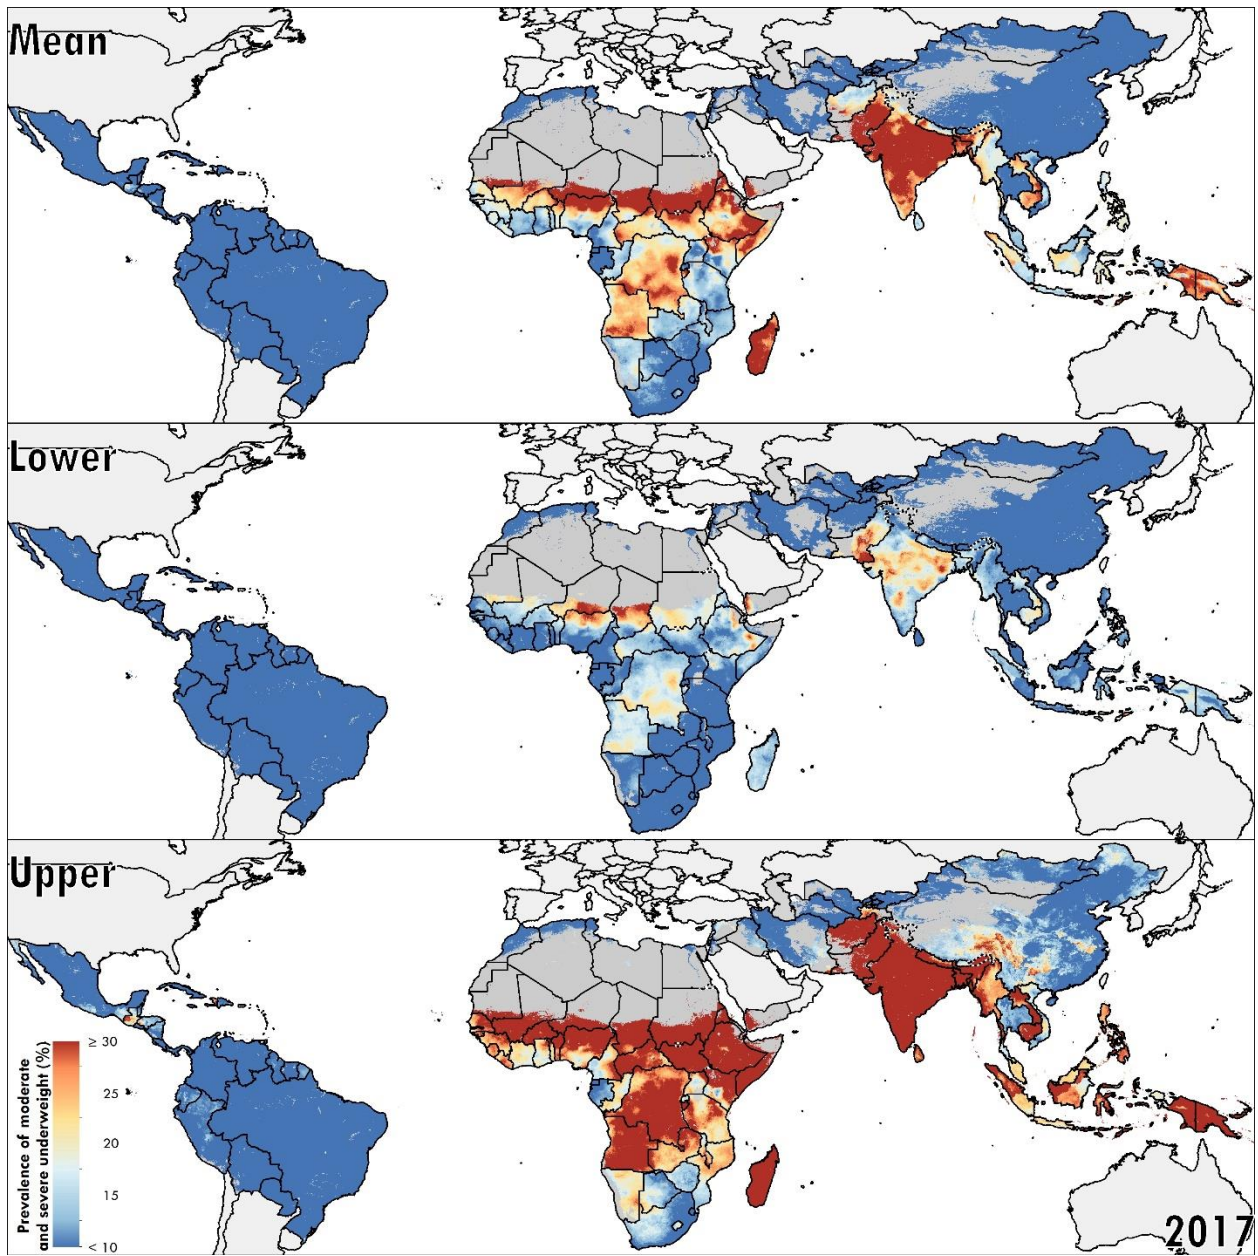 Mean
Lower
Upper
Prevalence of moderate
and severe underweight (%)
≥ 30
25
20
15
< 10
2017